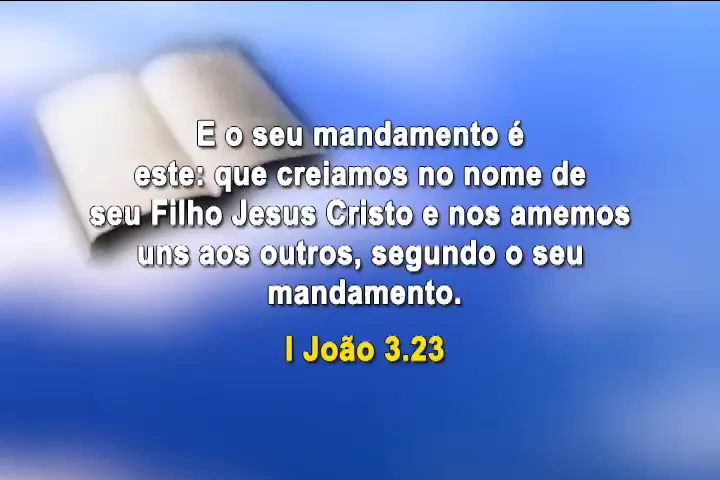 E o seu mandamento é
este: que creiamos no nome de
seu Filho Jesus Cristo e nos amemos
uns aos outros, segundo o seu
mandamento.
I João 3.23